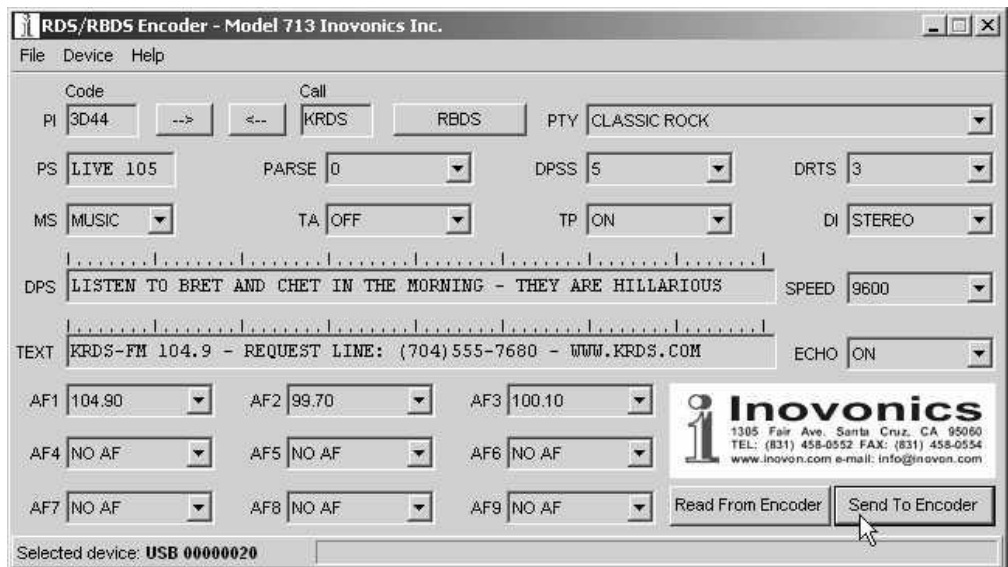 RDS/RBDS Encoder - Model 713 Inovonics Inc.
File Device Help
Code Call
PI 3D44 --> <-- KRDS RBDS PTY CLASSIC ROCK
PS LIVE 105 PARSE 0 DPSS 5 DRTS 3
MS MUSIC TA OFF TP ON DI STEREO
DPS LISTEN TO BRET AND CHET IN THE MORNING - THEY ARE HILLARIOUS SPEED 9600
TEXT KRDS-FM 104.9 - REQUEST LINE: (704)555-7680 - WWW.KRDS.COM ECHO ON
AF1 104.90 AF2 99.70 AF3 100.10
Inovonics
1305 Fair Ave. Santa Cruz, CA 95060
TEL: (831) 458-0552 FAX: (831) 458-0554
www.inovon.com e-mail: info@inovon.com
AF4 NO AF AF5 NO AF AF6 NO AF
AF7 NO AF AF8 NO AF AF9 NO AF Read From Encoder Send To Encoder
Selected device: USB 00000020